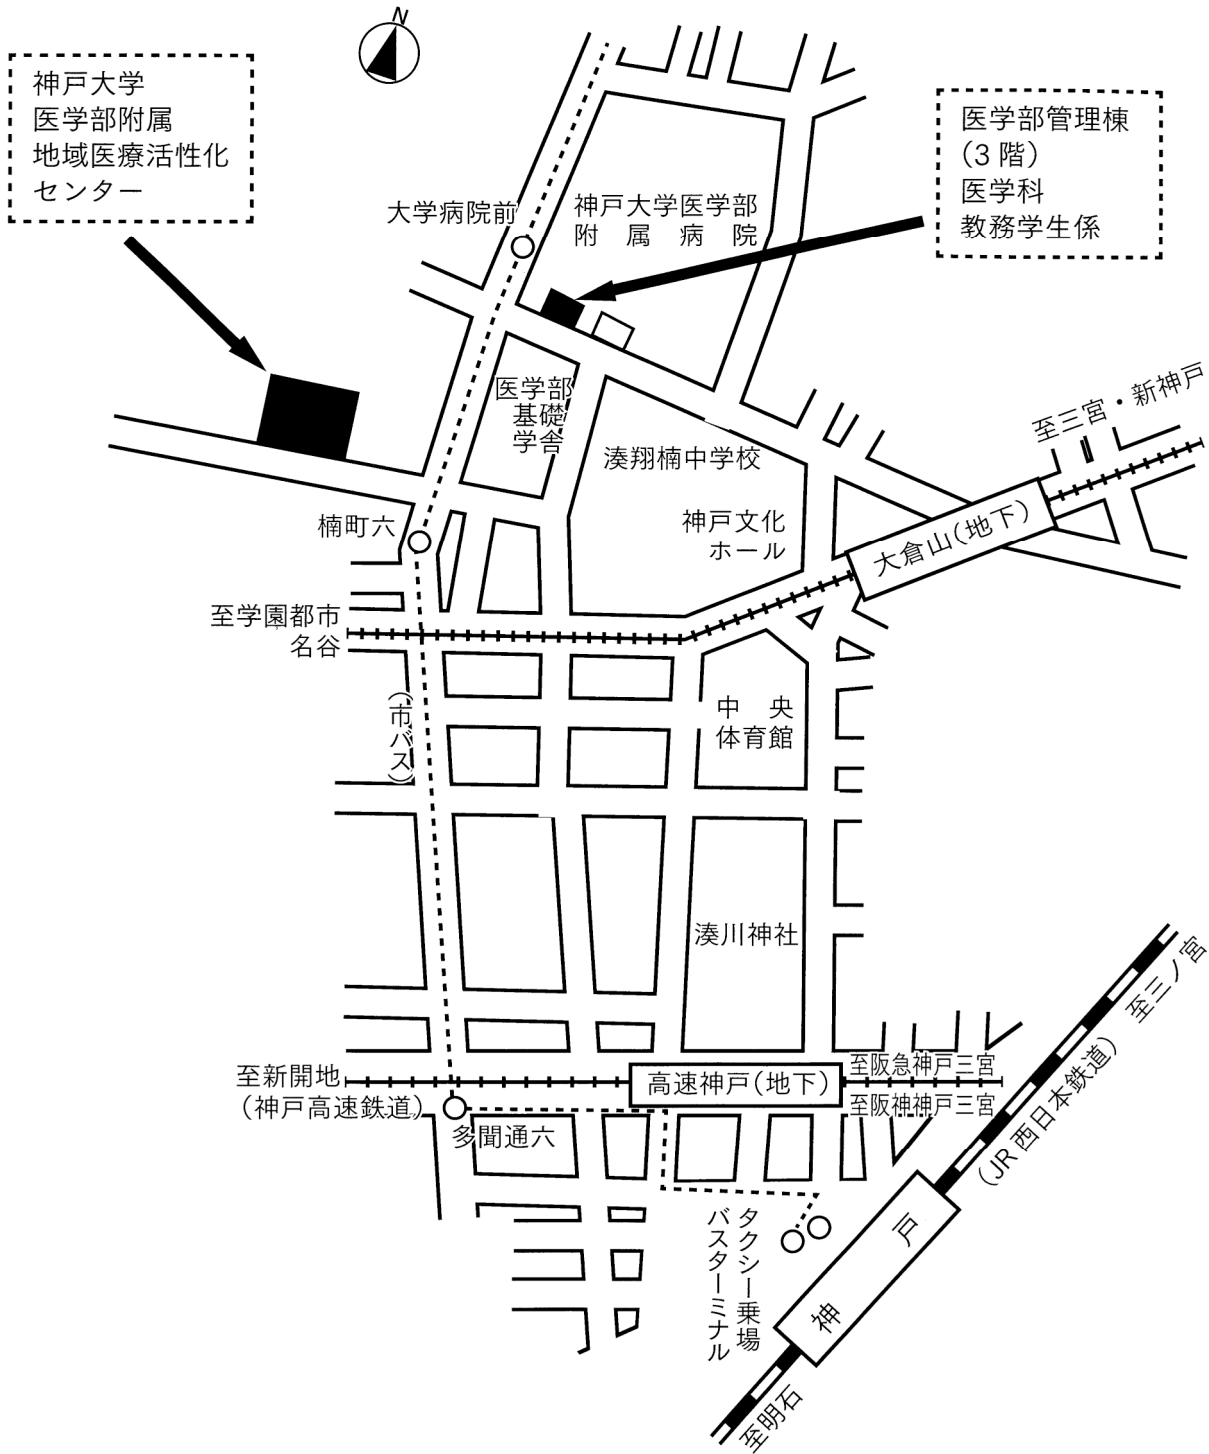 N
神戸大学
医学部附属
地域医療活性化
センター
医学部管理棟
(3階)
医学科
教務学生係
大学病院前
神戸大学医学部
附属病院
医学部
基礎
学舎
至三宮・新神戸
湊翔楠中学校
神戸文化
ホール
大倉山(地下)
楠町六
至学園都市
名谷
(市バス)
中央
体育館
湊川神社
至三ノ宮
(JR西日本鉄道)
至新開地
(神戸高速鉄道)
高速神戸(地下)
至阪急神戸三宮
至阪神神戸三宮
多聞通六
タクシー乗場
バスターミナル
神戸
至明石